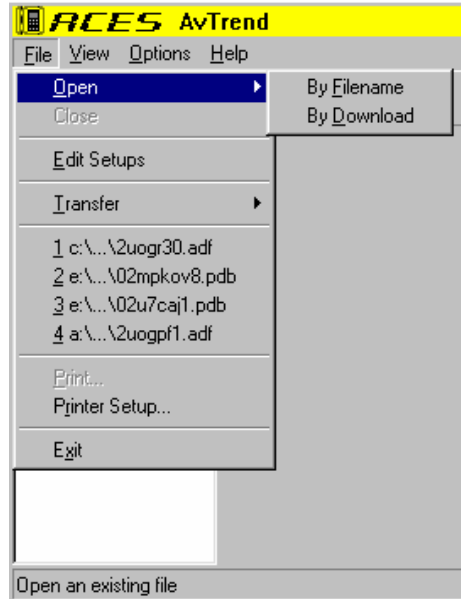 ACES AvTrend
File View Options Help
Open
By Filename
Close
By Download
Edit Setups
Transfer
1 c:\...\2uogr30.adf
2 e:\...\02mpkov8.pdb
3 e:\...\02u7caj1.pdb
4 a:\...\2uogpf1.adf
Print...
Printer Setup...
Exit
Open an existing file